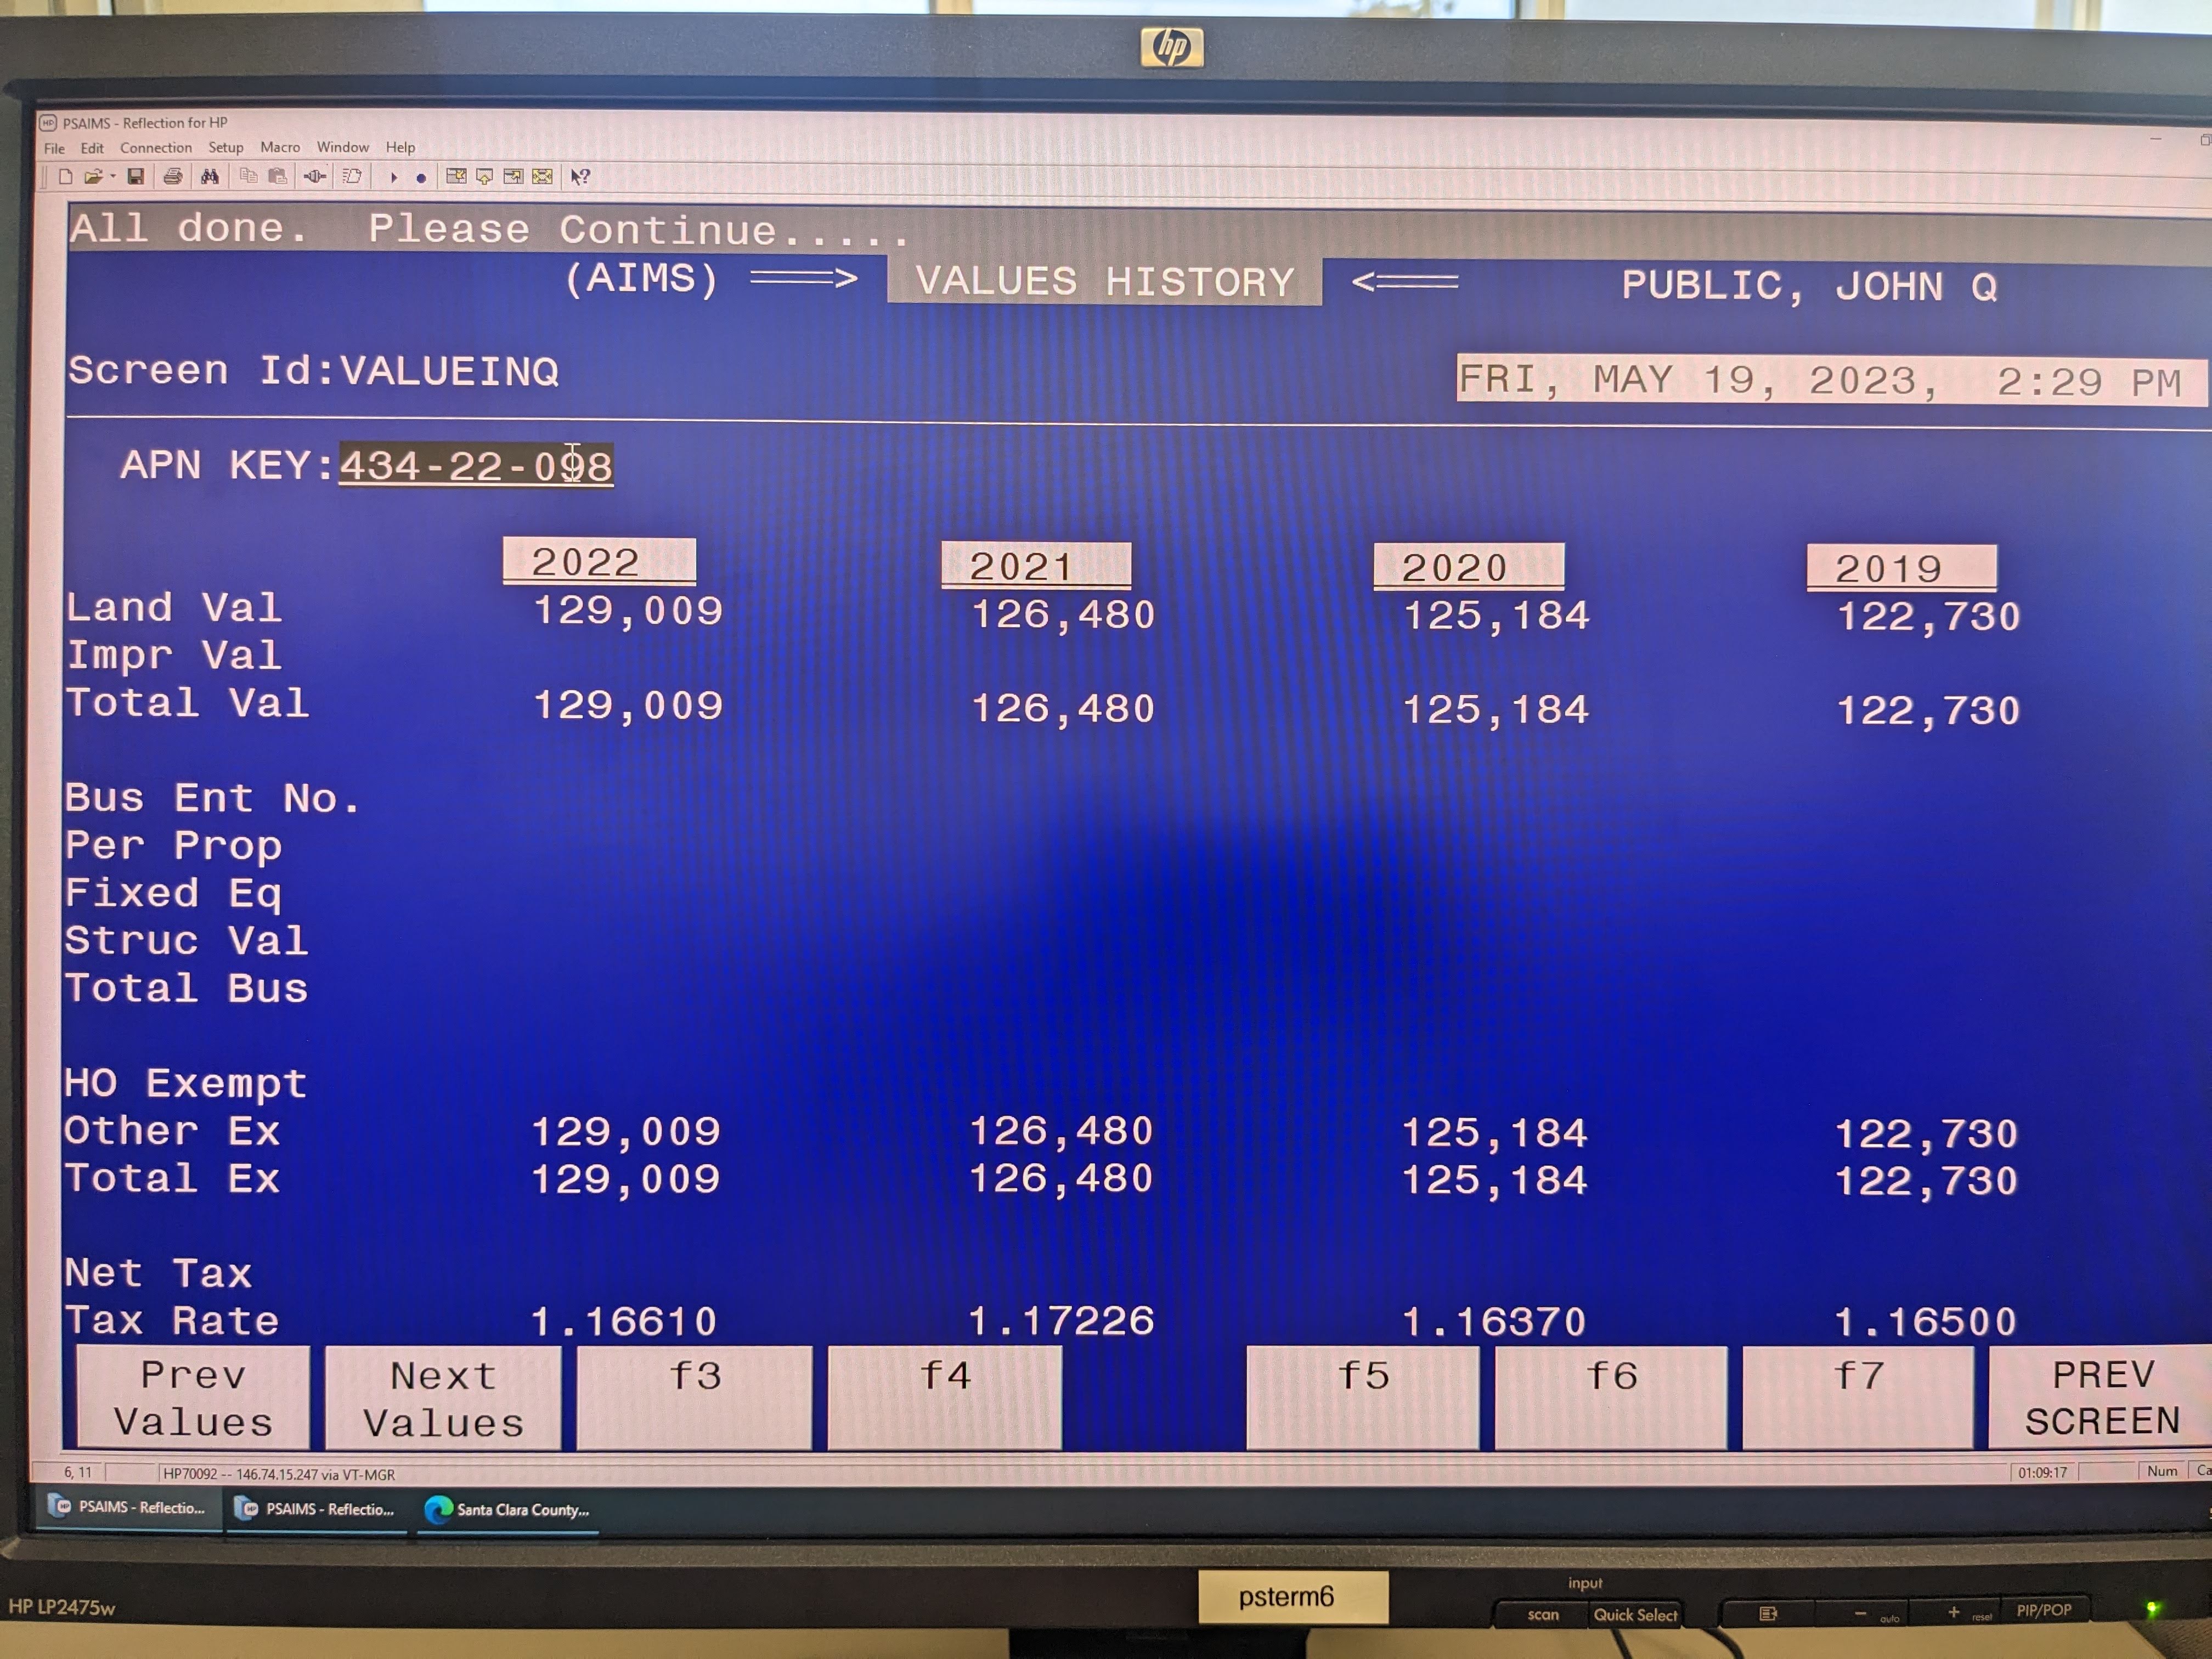 hp
PSAIMS - Reflection for HP
File Edit Connection Setup Macro Window Help
All done. Please Continue.....
(AIMS) ===> VALUES HISTORY <=== PUBLIC, JOHN Q
Screen Id:VALUEINQ FRI, MAY 19, 2023, 2:29 PM
APN KEY:434-22-098
2022 2021 2020 2019
Land Val 129,009 126,480 125,184 122,730
Impr Val
Total Val 129,009 126,480 125,184 122,730
Bus Ent No.
Per Prop
Fixed Eq
Struc Val
Total Bus
HO Exempt
Other Ex 129,009 126,480 125,184 122,730
Total Ex 129,009 126,480 125,184 122,730
Net Tax
Tax Rate 1.16610 1.17226 1.16370 1.16500
Prev Values Next Values f3 f4 f5 f6 f7 PREV SCREEN
6, 11 HP70092 -- 146.74.15.247 via VT-MGR 01:09:17 Num
PSAIMS - Reflectio... PSAIMS - Reflectio... Santa Clara County...
HP LP2475w
psterm6
input
scan Quick Select − auto + reset PIP/POP